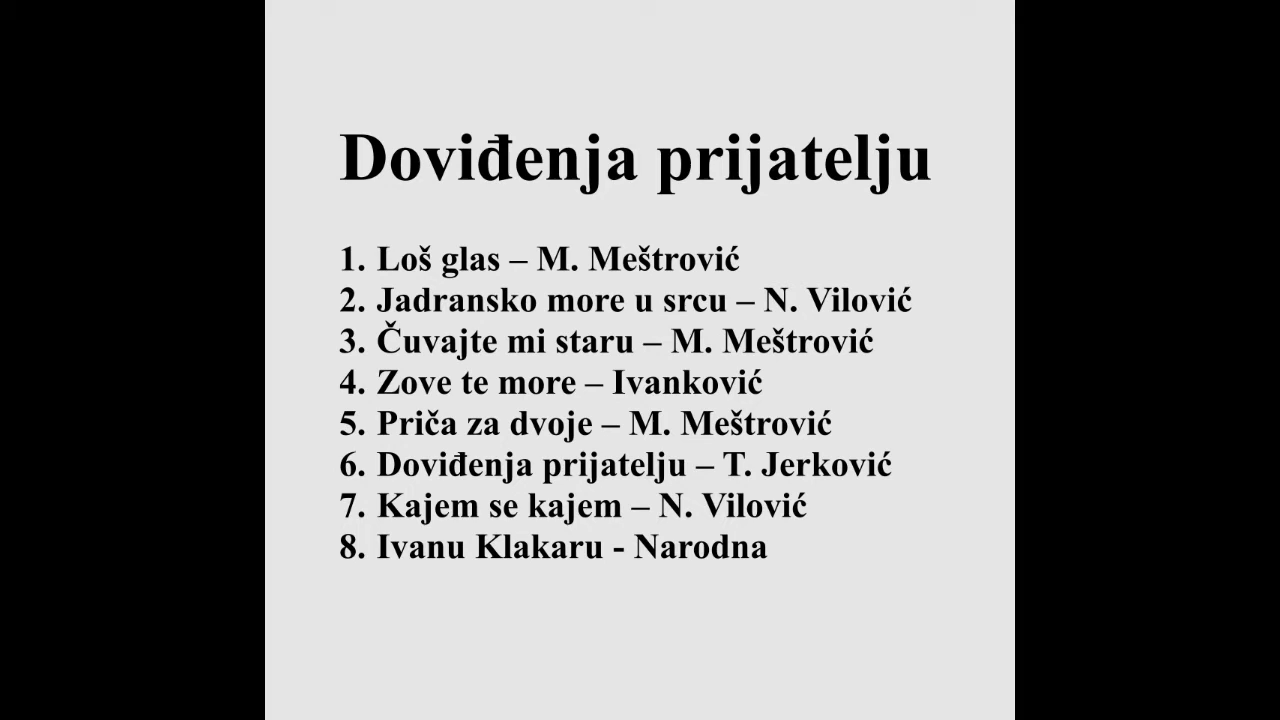 Doviđenja prijatelju
1. Loš glas – M. Meštrović
2. Jadransko more u srcu – N. Vilović
3. Čuvajte mi staru – M. Meštrović
4. Zove te more – Ivanković
5. Priča za dvoje – M. Meštrović
6. Doviđenja prijatelju – T. Jerković
7. Kajem se kajem – N. Vilović
8. Ivanu Klakaru - Narodna